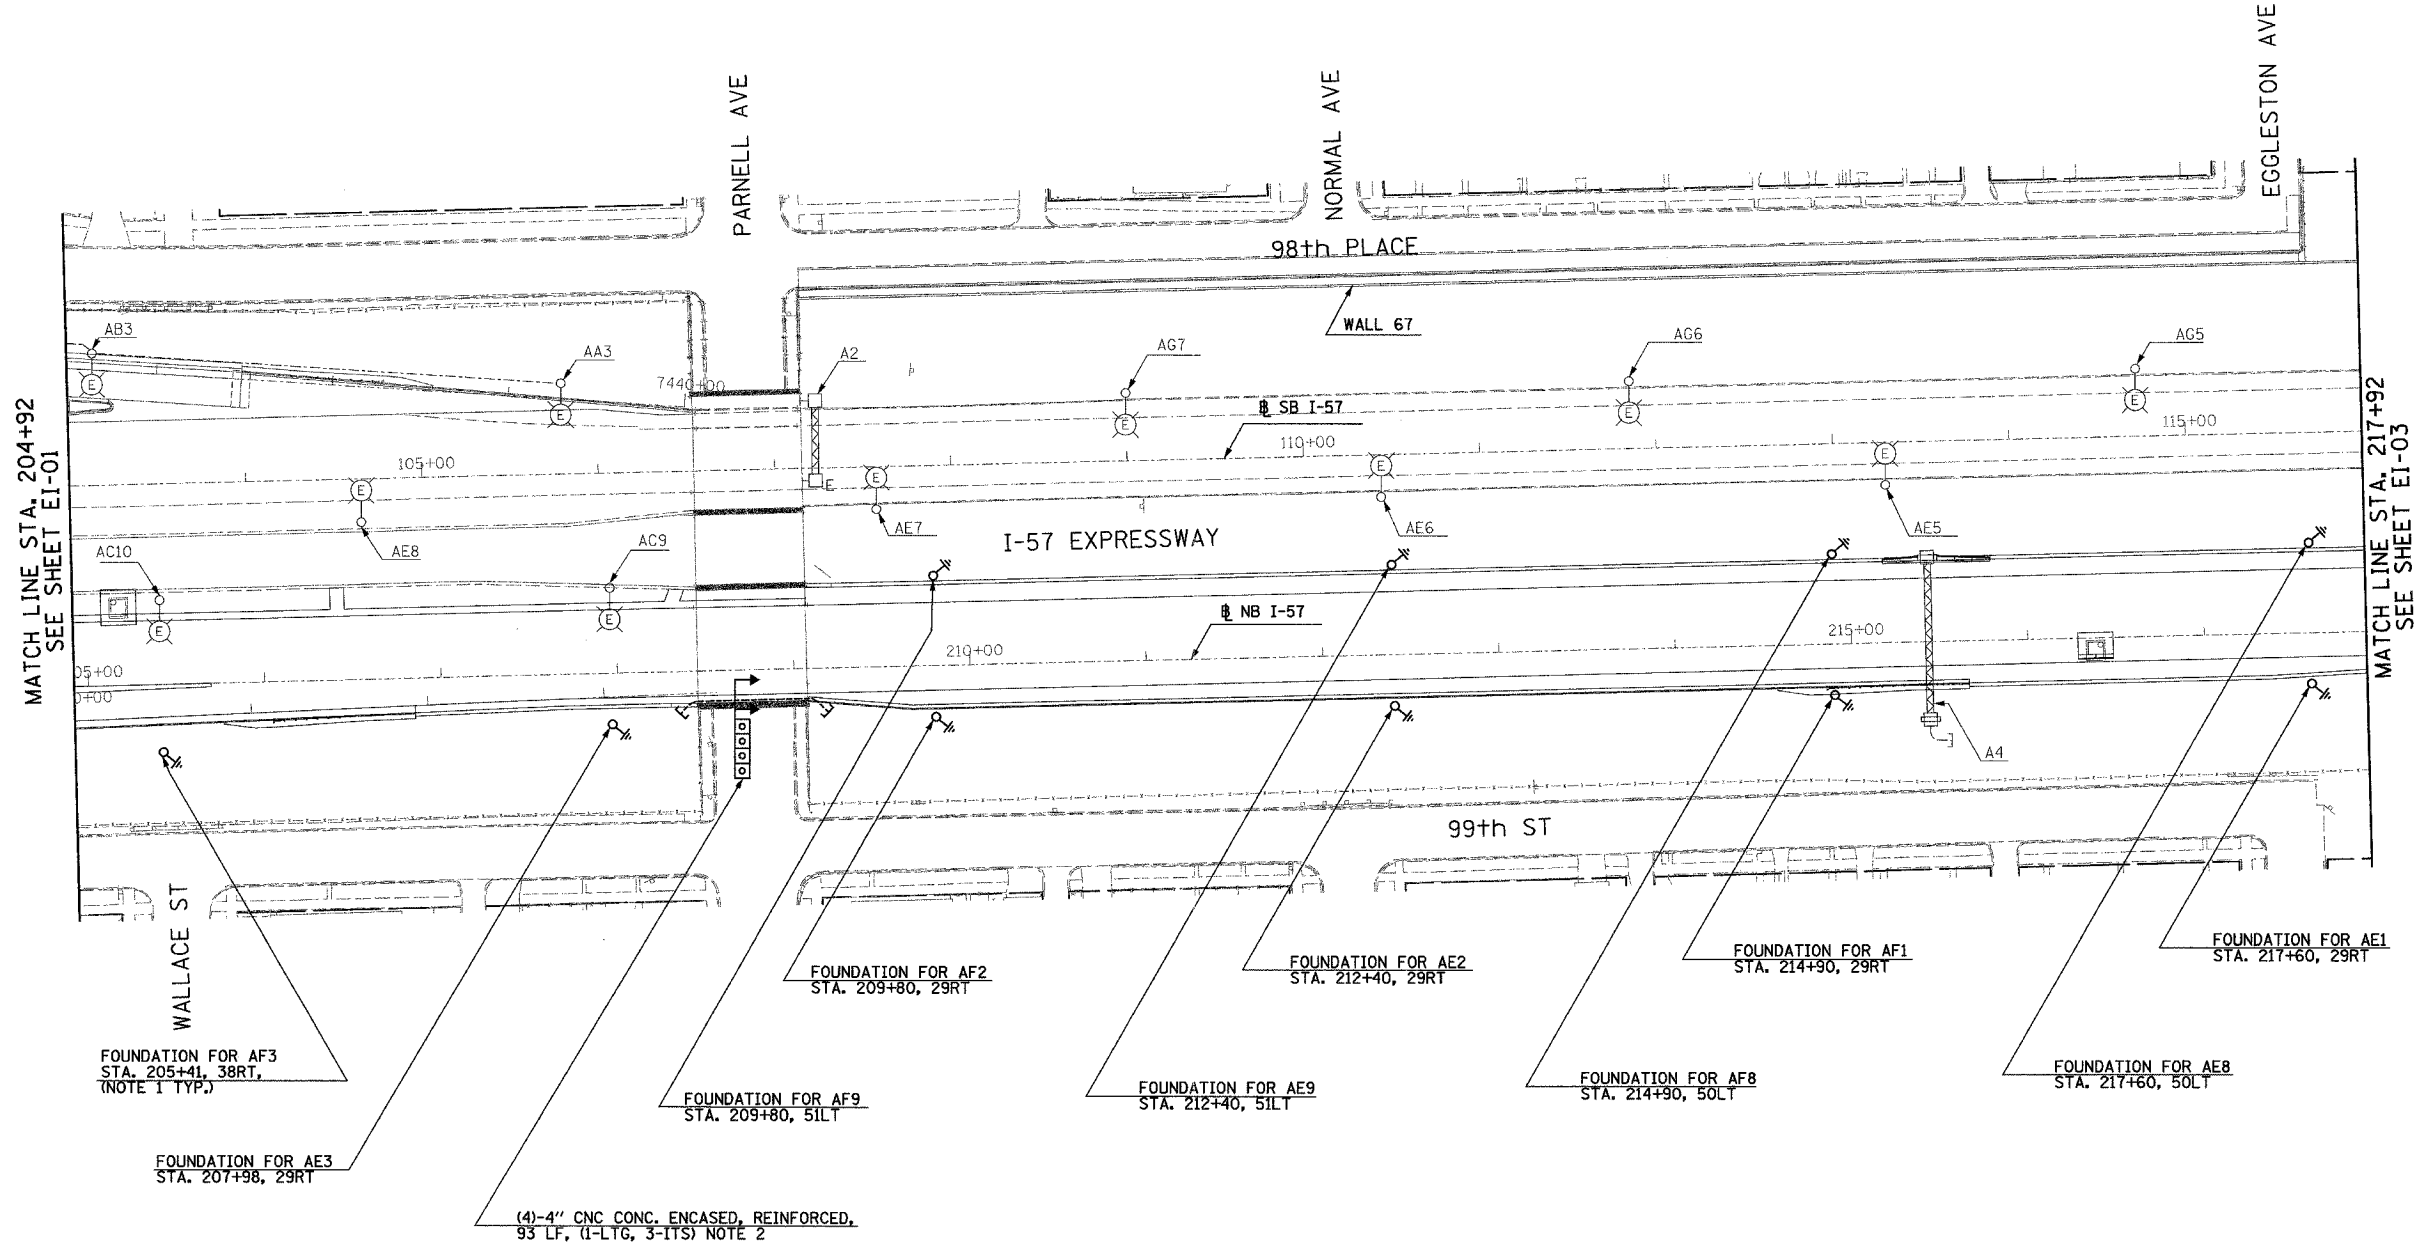 EGGLESTON AVE
PARNELL AVE
NORMAL AVE
98th PLACE
WALL 67
AB3
AA3
7440+00
A2
AG7
AG6
AG5
MATCH LINE STA. 204+92
SEE SHEET EI-01
MATCH LINE STA. 217+92
SEE SHEET EI-03
E
E
E
E
E
℄ SB I-57
105+00
110+00
115+00
E
E
E
E
E
AE8
AE7
AE6
AE5
I-57 EXPRESSWAY
AC10
AC9
E
E
℄ NB I-57
05+00
0+00
210+00
215+00
E
E
A4
99th ST
WALLACE ST
FOUNDATION FOR AF2
STA. 209+80, 29RT
FOUNDATION FOR AE2
STA. 212+40, 29RT
FOUNDATION FOR AF1
STA. 214+90, 29RT
FOUNDATION FOR AE1
STA. 217+60, 29RT
FOUNDATION FOR AF3
STA. 205+41, 38RT,
(NOTE 1 TYP.)
FOUNDATION FOR AF9
STA. 209+80, 51LT
FOUNDATION FOR AE9
STA. 212+40, 51LT
FOUNDATION FOR AF8
STA. 214+90, 50LT
FOUNDATION FOR AE8
STA. 217+60, 50LT
FOUNDATION FOR AE3
STA. 207+98, 29RT
(4)-4" CNC CONC. ENCASED, REINFORCED,
93 LF, (1-LTG, 3-ITS) NOTE 2